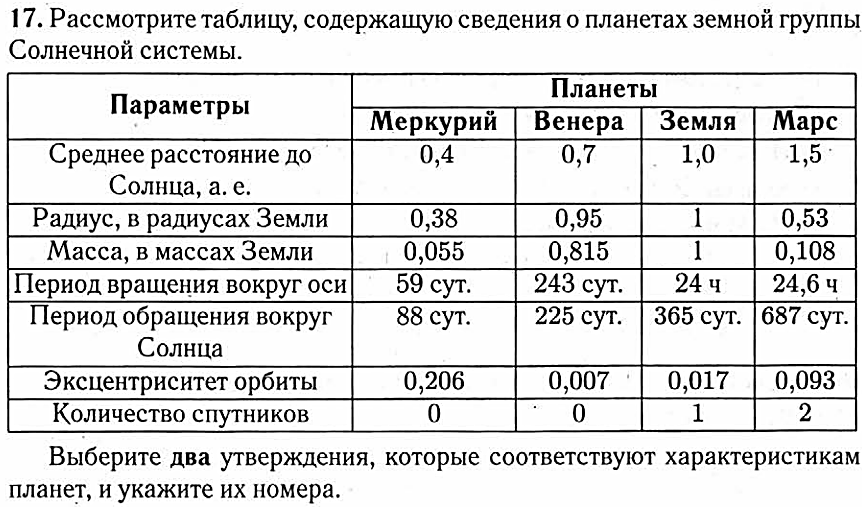 17. Рассмотрите таблицу, содержащую сведения о планетах земной группы
Солнечной системы.
Параметры
Планеты
Меркурий Венера Земля Марс
Среднее расстояние до
Солнца, а. е.
0,4 0,7 1,0 1,5
Радиус, в радиусах Земли 0,38 0,95 1 0,53
Масса, в массах Земли 0,055 0,815 1 0,108
Период вращения вокруг оси 59 сут. 243 сут. 24 ч 24,6 ч
Период обращения вокруг
Солнца
88 сут. 225 сут. 365 сут. 687 сут.
Эксцентриситет орбиты 0,206 0,007 0,017 0,093
Количество спутников 0 0 1 2
Выберите два утверждения, которые соответствуют характеристикам
планет, и укажите их номера.